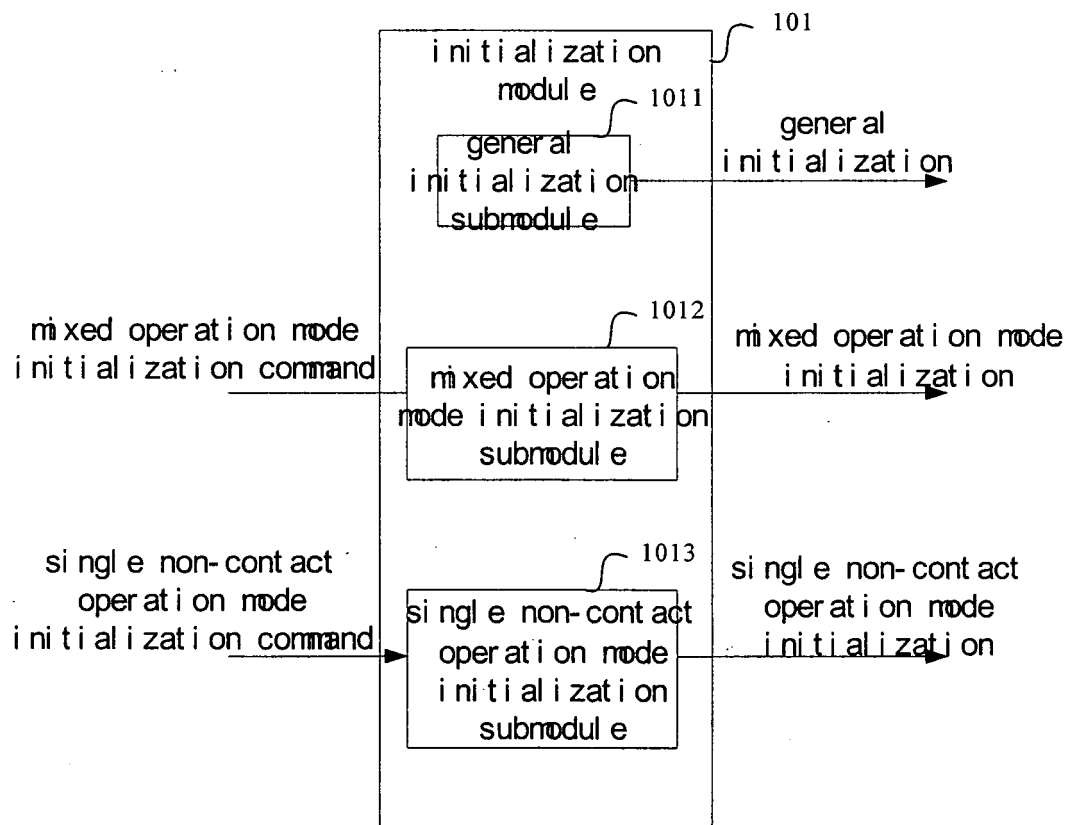 101
initialization
module
1011
general
initialization
submodule
general
initialization
1012
mixed operation mode
initialization command
mixed operation
mode initialization
submodule
mixed operation mode
initialization
1013
single non-contact
operation mode
initialization command
single non-contact
operation mode
initialization
submodule
single non-contact
operation mode
initialization